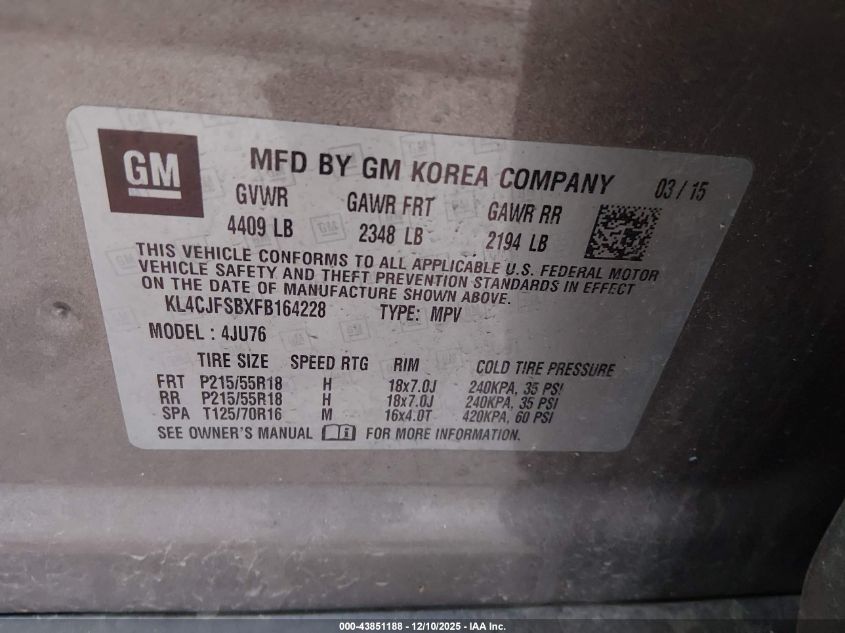 GM
MFD BY GM KOREA COMPANY 03 / 15
GVWR GAWR FRT GAWR RR
4409 LB 2348 LB 2194 LB
THIS VEHICLE CONFORMS TO ALL APPLICABLE U.S. FEDERAL MOTOR
VEHICLE SAFETY AND THEFT PREVENTION STANDARDS IN EFFECT
ON THE DATE OF MANUFACTURE SHOWN ABOVE.
KL4CJFSBXFB164228 TYPE: MPV
MODEL : 4JU76
TIRE SIZE SPEED RTG RIM COLD TIRE PRESSURE
FRT P215/55R18 H 18x7.0J 240KPA, 35 PSI
RR P215/55R18 H 18x7.0J 240KPA, 35 PSI
SPA T125/70R16 M 16x4.0T 420KPA, 60 PSI
SEE OWNER'S MANUAL FOR MORE INFORMATION.
000-43851188 - 12/10/2025 - IAA Inc.